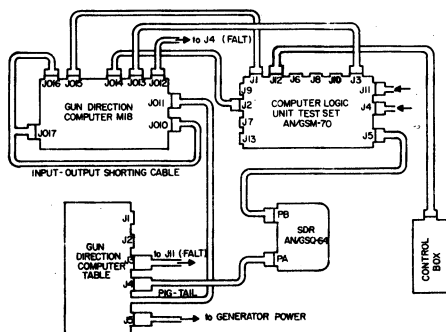 to J4 (FALT)
JO16 JO15 JO14 JO13 JO12
J1 J12 J6 J8 J10 J3
GUN DIRECTION
COMPUTER M18
JO11
JO10
JO17
J9
J2
J7
J13
COMPUTER LOGIC
UNIT TEST SET
AN/GSM-70
J11
J4
J5
INPUT-OUTPUT SHORTING CABLE
PB
SDR
AN/GSQ-64
PA
CONTROL
BOX
GUN
DIRECTION
COMPUTER
TABLE
J1
J2
J3
to J11 (FALT)
J4
PIG-TAIL
J5
to GENERATOR POWER